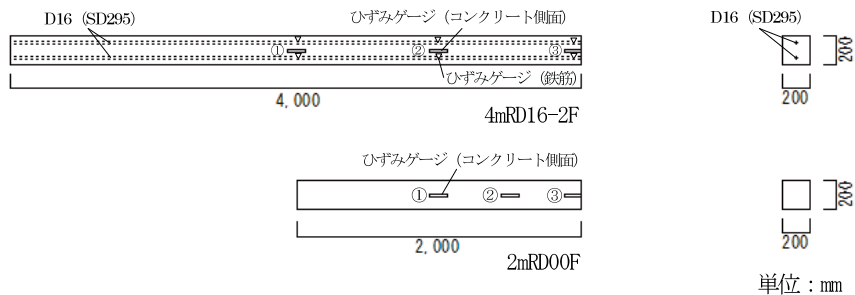 D16 (SD295)
ひずみゲージ (コンクリート側面)
D16 (SD295)
① ② ③
200
ひずみゲージ (鉄筋)
4,000
200
4mRD16-2F
ひずみゲージ (コンクリート側面)
① ② ③
200
2,000
200
2mRD00F
単位：mm